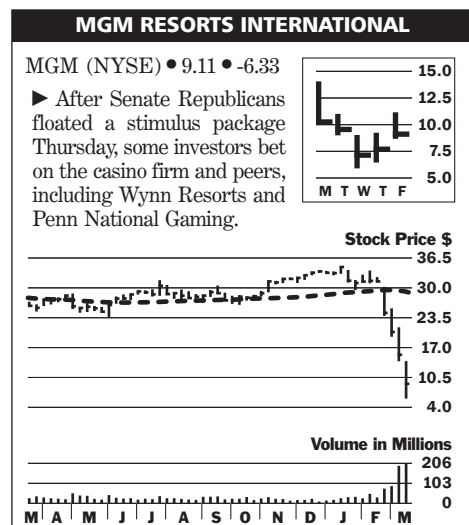 MGM RESORTS INTERNATIONAL
MGM (NYSE) ● 9.11 ● -6.33
► After Senate Republicans
floated a stimulus package
Thursday, some investors bet
on the casino firm and peers,
including Wynn Resorts and
Penn National Gaming.
15.0
12.5
10.0
7.5
5.0
M T W T F
Stock Price $
36.5
30.0
23.5
17.0
10.5
4.0
Volume in Millions
206
103
0
M A M J J A S O N D J F M